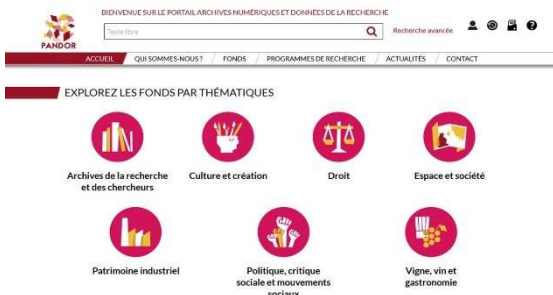 BIENVENUE SUR LE PORTAIL ARCHIVES NUMÉRIQUES ET DONNÉES DE LA RECHERCHE
Texte libre
Recherche avancée
PANDOR
ACCUEIL
QUI SOMMES-NOUS ?
FONDS
PROGRAMMES DE RECHERCHE
ACTUALITÉS
CONTACT
EXPLOREZ LES FONDS PAR THÉMATIQUES
Archives de la recherche
et des chercheurs
Culture et création
Droit
Espace et société
Patrimoine industriel
Politique, critique
sociale et mouvements
sociaux
Vigne, vin et
gastronomie